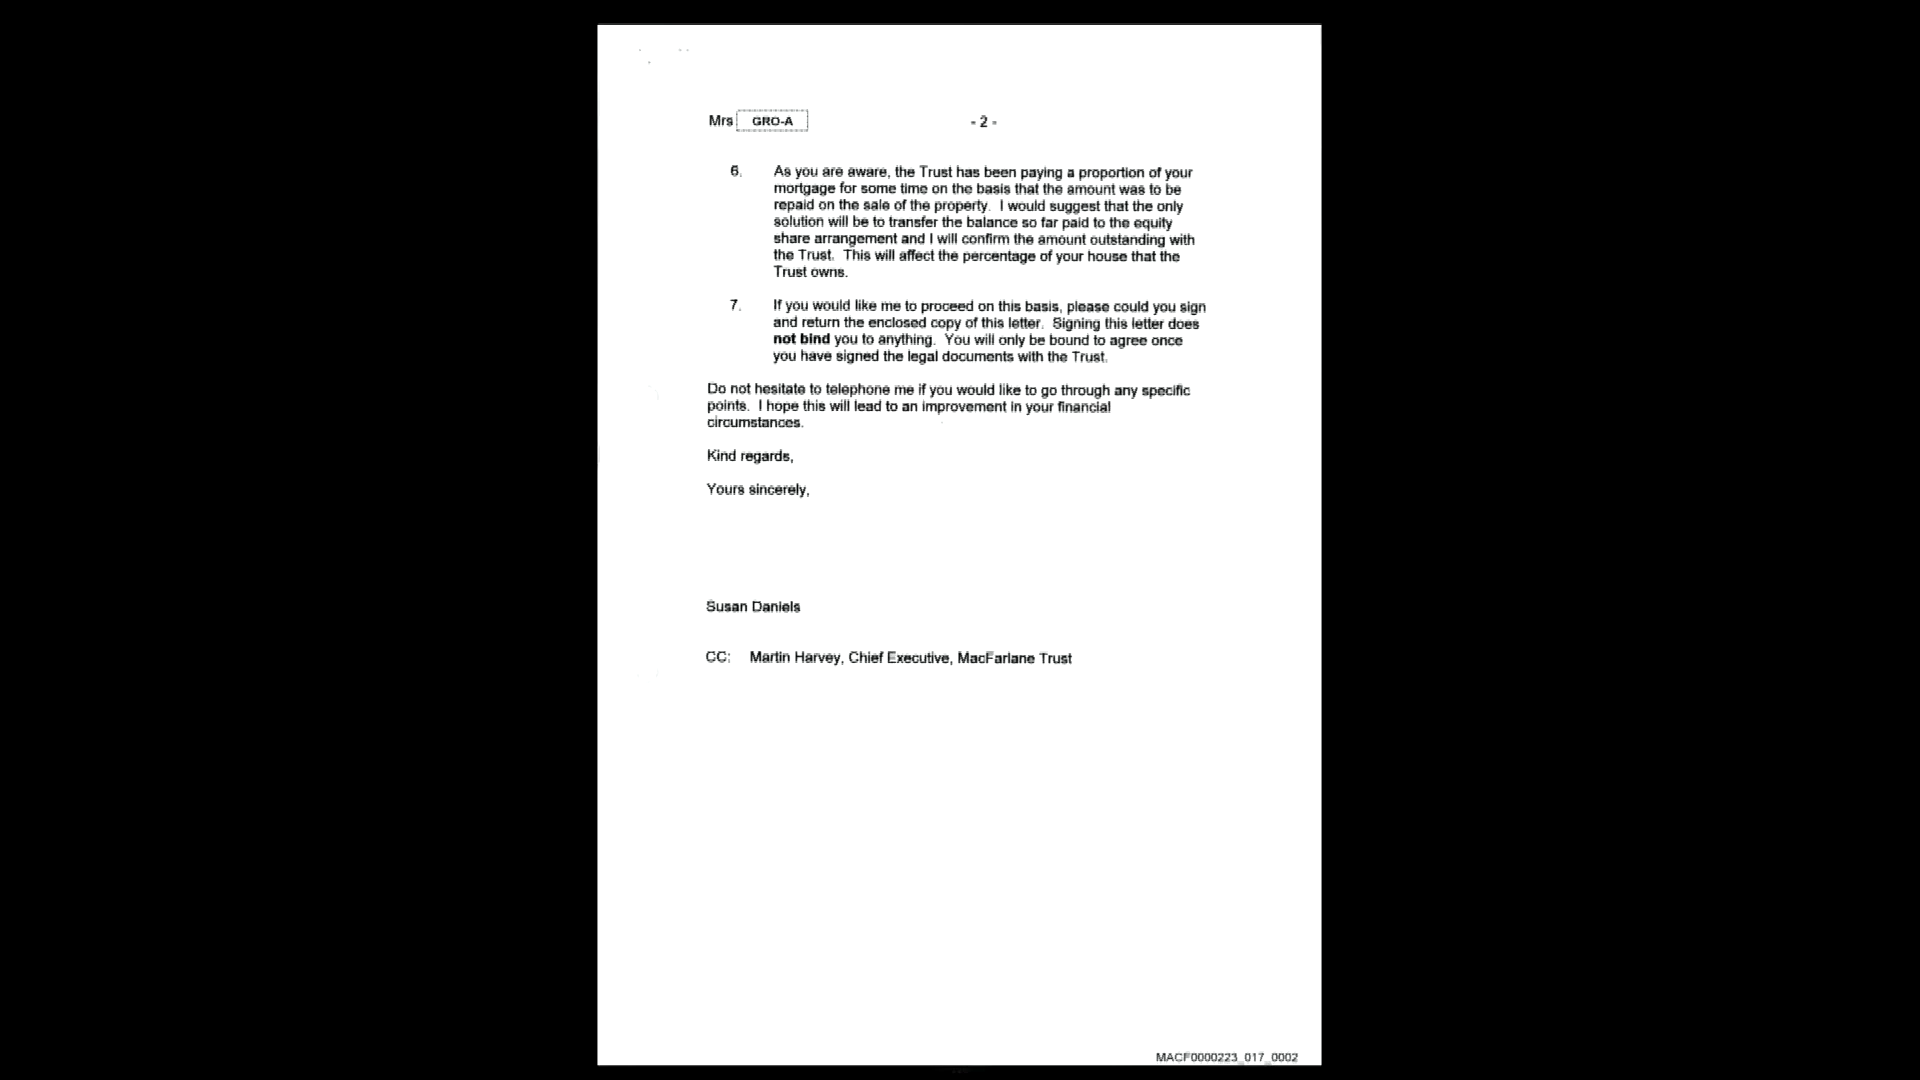 Mrs GRO-A - 2 -
6. As you are aware, the Trust has been paying a proportion of your
mortgage for some time on the basis that the amount was to be
repaid on the sale of the property. I would suggest that the only
solution will be to transfer the balance so far paid to the equity
share arrangement and I will confirm the amount outstanding with
the Trust. This will affect the percentage of your house that the
Trust owns.
7. If you would like me to proceed on this basis, please could you sign
and return the enclosed copy of this letter. Signing this letter does
not bind you to anything. You will only be bound to agree once
you have signed the legal documents with the Trust.
Do not hesitate to telephone me if you would like to go through any specific
points. I hope this will lead to an improvement in your financial
circumstances.
Kind regards,
Yours sincerely,
Susan Daniels
CC: Martin Harvey, Chief Executive, MacFarlane Trust
MACF0000223_017_0002